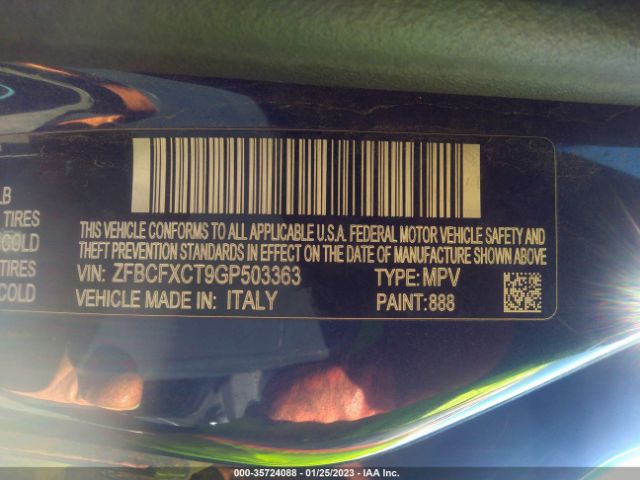 LB
TIRES
COLD
TIRES
COLD
THIS VEHICLE CONFORMS TO ALL APPLICABLE U.S.A. FEDERAL MOTOR VEHICLE SAFETY AND
THEFT PREVENTION STANDARDS IN EFFECT ON THE DATE OF MANUFACTURE SHOWN ABOVE
VIN: ZFBCFXCT9GP503363 TYPE: MPV
VEHICLE MADE IN: ITALY PAINT: 888
000-35724088 - 01/25/2023 - IAA Inc.